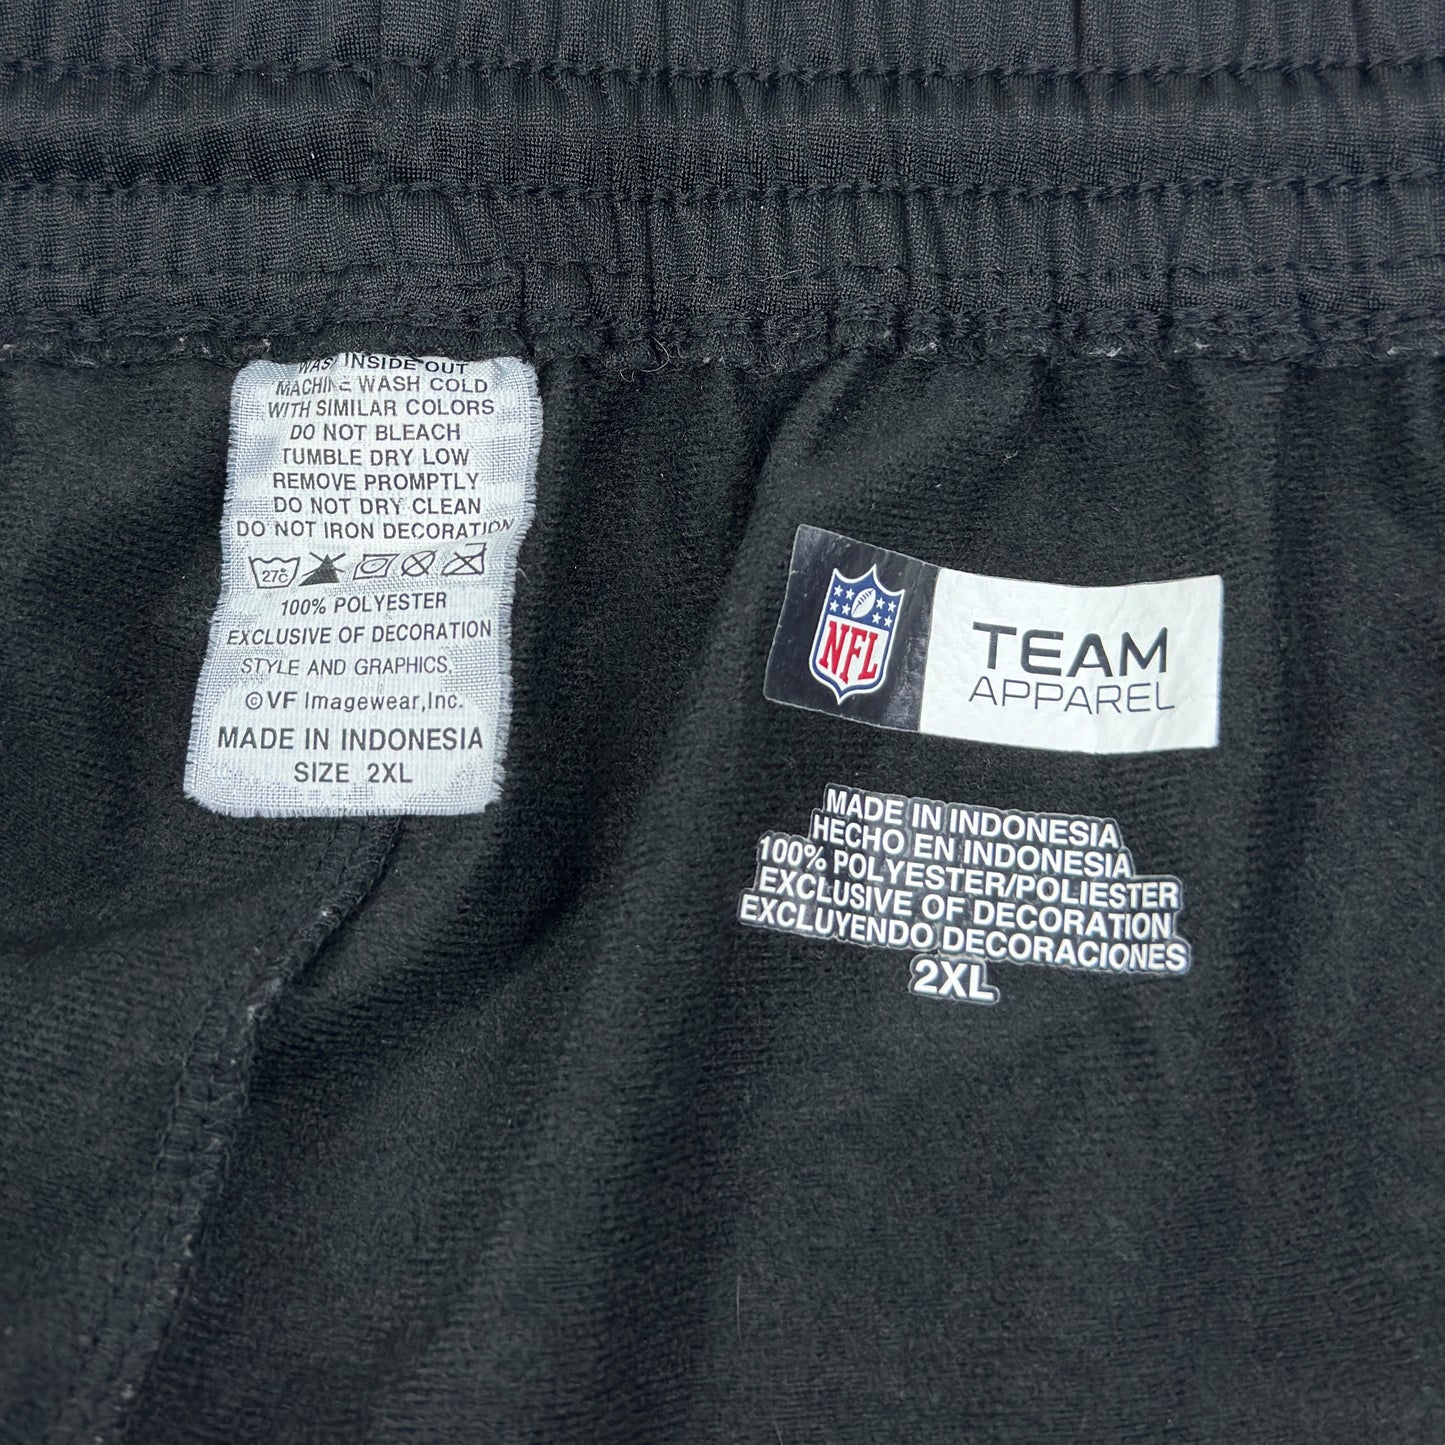 INSIDE OUT
MACHINE WASH COLD
WITH SIMILAR COLORS
DO NOT BLEACH
TUMBLE DRY LOW
REMOVE PROMPTLY
DO NOT DRY CLEAN
DO NOT IRON DECORATION
27c
100% POLYESTER
EXCLUSIVE OF DECORATION
STYLE AND GRAPHICS.
©VF Imagewear,Inc.
MADE IN INDONESIA
SIZE 2XL
NFL
TEAM
APPAREL
MADE IN INDONESIA
HECHO EN INDONESIA
100% POLYESTER/POLIESTER
EXCLUSIVE OF DECORATION
EXCLUYENDO DECORACIONES
2XL